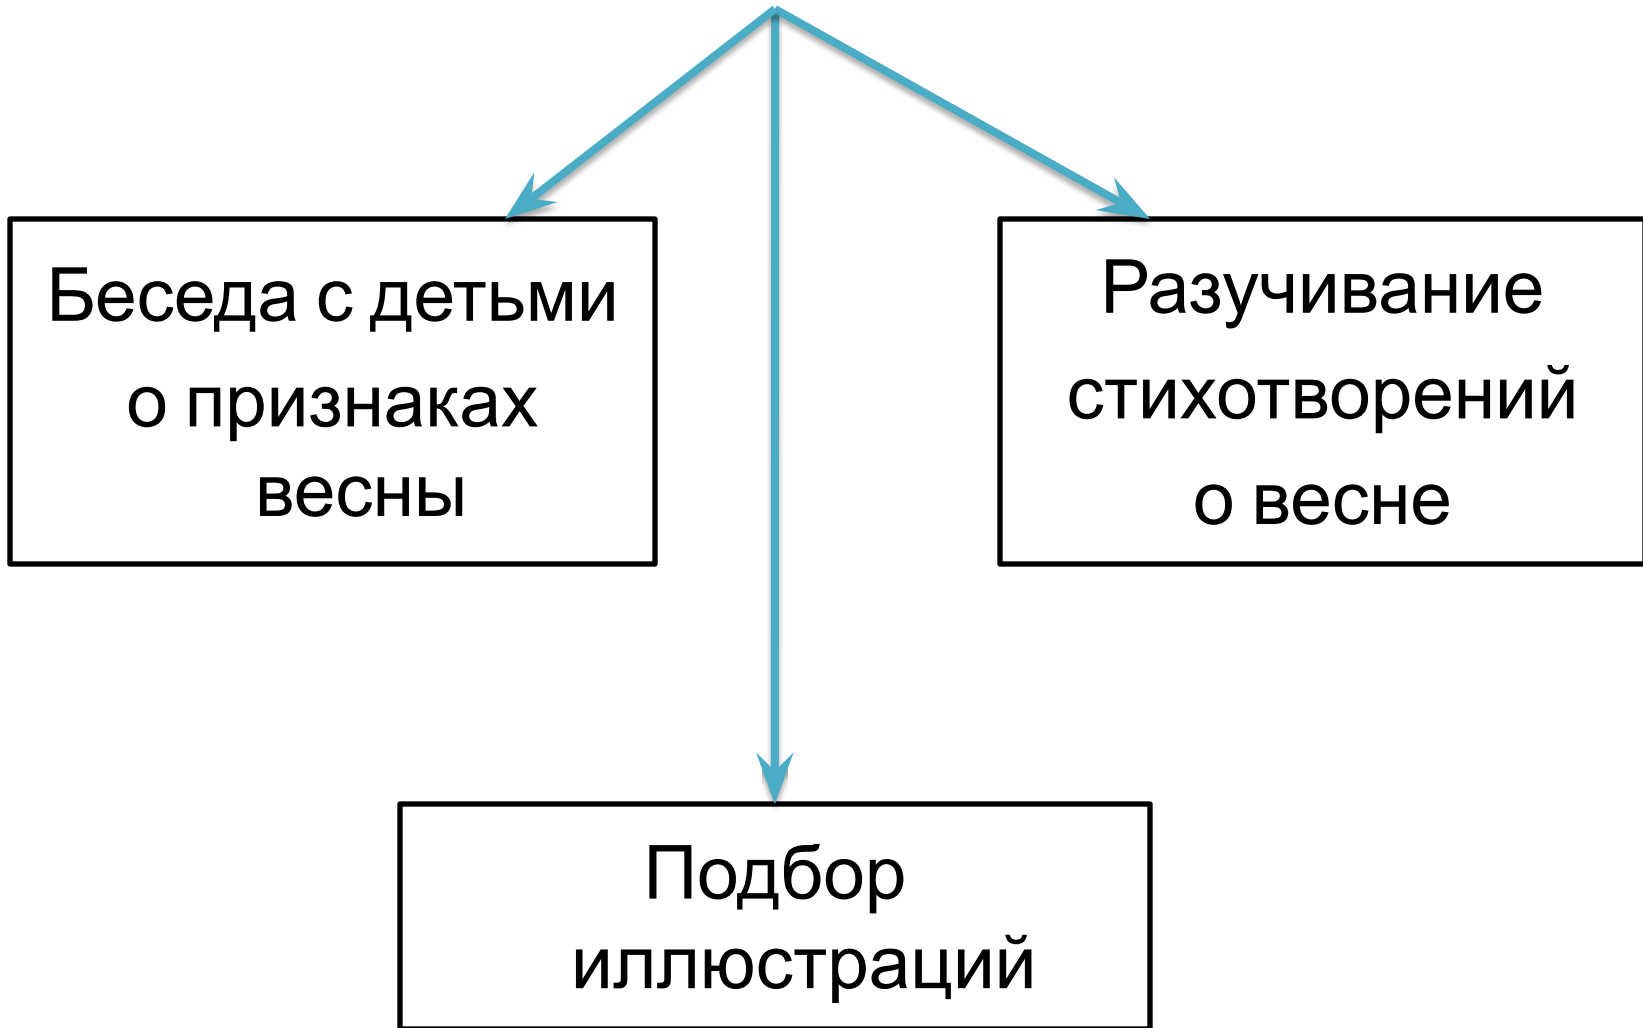 Беседа с детьми
о признаках
весны
Разучивание
стихотворений
о весне
Подбор
иллюстраций